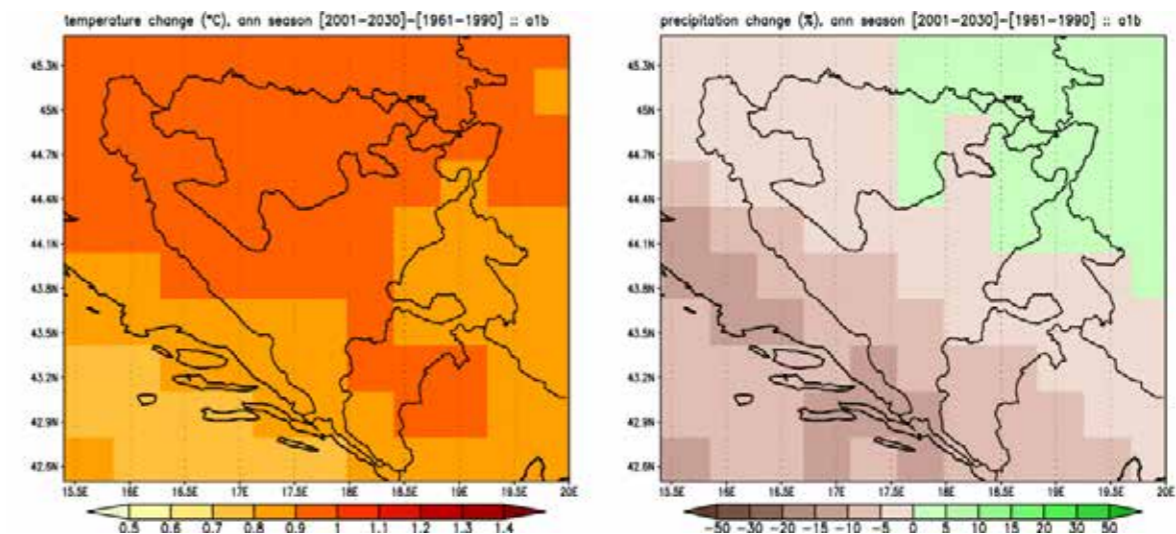 temperature change (°C), ann season [2001-2030]-[1961-1990] :: a1b
45.3N
45N
44.7N
44.4N
44.1N
43.8N
43.5N
43.2N
42.9N
42.6N
15.5E 16E 16.5E 17E 17.5E 18E 18.5E 19E 19.5E 20E
0.5 0.6 0.7 0.8 0.9 1 1.1 1.2 1.3 1.4
precipitation change (%), ann season [2001-2030]-[1961-1990] :: a1b
45.3N
45N
44.7N
44.4N
44.1N
43.8N
43.5N
43.2N
42.9N
42.6N
15.5E 16E 16.5E 17E 17.5E 18E 18.5E 19E 19.5E 20E
-50 -30 -20 -15 -10 -5 0 5 10 15 20 30 50